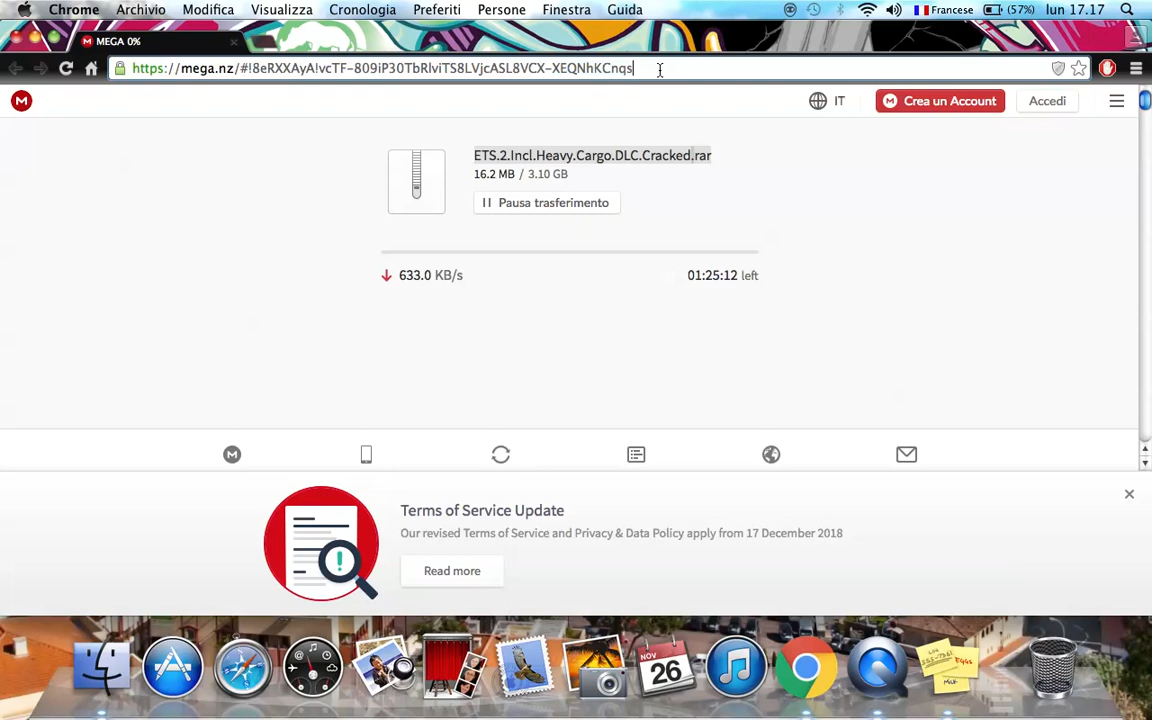 Chrome Archivio Modifica Visualizza Cronologia Preferiti Persone Finestra Guida Francese (57%) lun 17.17
M MEGA 0%
https://mega.nz/#!8eRXXAyA!vcTF-809iP30TbRlviTS8LVjcASL8VCX-XEQNhKCnqs
M IT M Crea un Account Accedi
ETS.2.Incl.Heavy.Cargo.DLC.Cracked.rar
16.2 MB / 3.10 GB
Pausa trasferimento
633.0 KB/s 01:25:12 left
M
Terms of Service Update
Our revised Terms of Service and Privacy & Data Policy apply from 17 December 2018
Read more
NOV
26